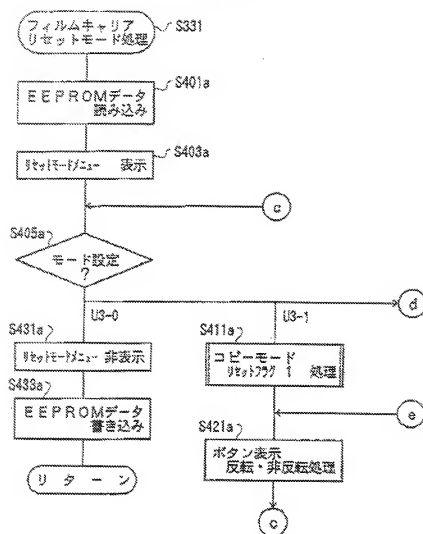 フィルムキャリア
リセットモード処理
S331
S401a
EEPROMデータ
読み込み
S403a
リセットモードメニュー 表示
c
S405a
モード設定
?
d
U3-0
U3-1
S431a
リセットモードメニュー 非表示
S411a
コピーモード
リセットフラグ 1 処理
S433a
EEPROMデータ
書き込み
e
S421a
ボタン表示
反転・非反転処理
リターン
c